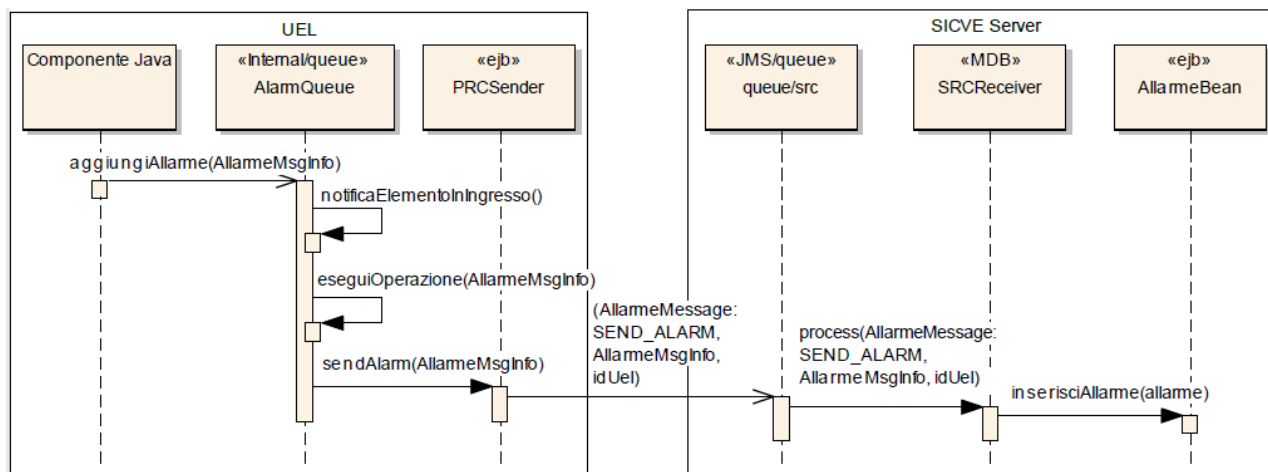 UEL
SICVE Server
Componente Java
«Internal/queue»
AlarmQueue
«ejb»
PRCSender
«JMS/queue»
queue/src
«MDB»
SRCReceiver
«ejb»
AllarmeBean
aggiungiAllarme(AllarmeMsgInfo)
notificaElementoInIngresso()
eseguiOperazione(AllarmeMsgInfo)
sendAlarm(AllarmeMsgInfo)
(AllarmeMessage:
SEND_ALARM,
AllarmeMsgInfo,
idUel)
process(AllarmeMessage:
SEND_ALARM,
AllarmeMsgInfo, idUel)
inserisciAllarme(allarme)